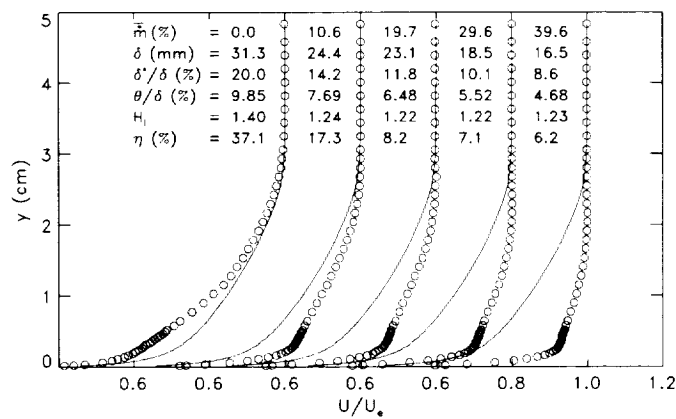 5
4
3
2
1
0
y (cm)
m̄̇ (%) = 0.0 10.6 19.7 29.6 39.6
δ (mm) = 31.3 24.4 23.1 18.5 16.5
δ*/δ (%) = 20.0 14.2 11.8 10.1 8.6
θ/δ (%) = 9.85 7.69 6.48 5.52 4.68
H_i = 1.40 1.24 1.22 1.22 1.23
η (%) = 37.1 17.3 8.2 7.1 6.2
0.6 0.6 0.6 0.6 0.6 0.8 1.0 1.2
U/U_e